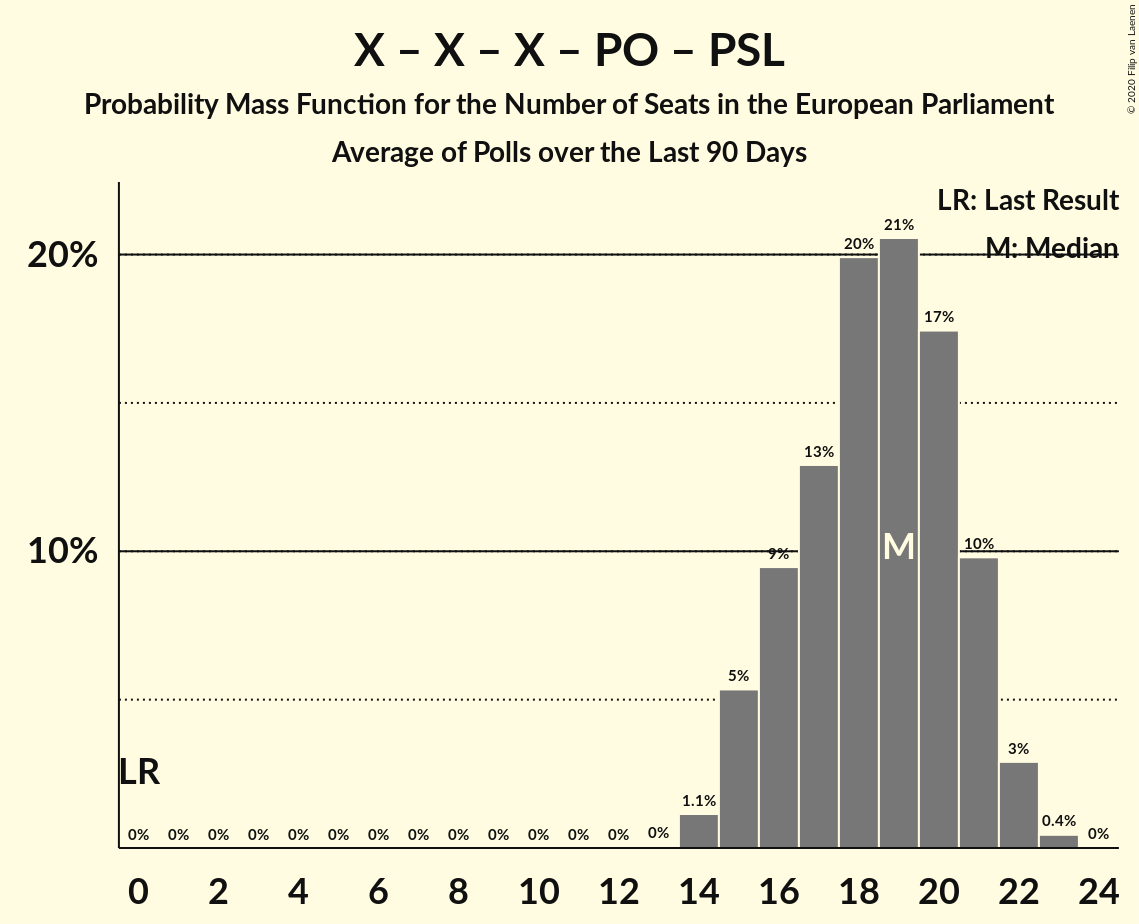 X – X – X – PO – PSL
Probability Mass Function for the Number of Seats in the European Parliament
Average of Polls over the Last 90 Days
© 2020 Filip van Laenen
LR: Last Result
M: Median
20%
10%
21%
20%
17%
13%
10%
9%
M
5%
3%
LR
1.1%
0.4%
0% 0% 0% 0% 0% 0% 0% 0% 0% 0% 0% 0% 0% 0% 0%
0 2 4 6 8 10 12 14 16 18 20 22 24